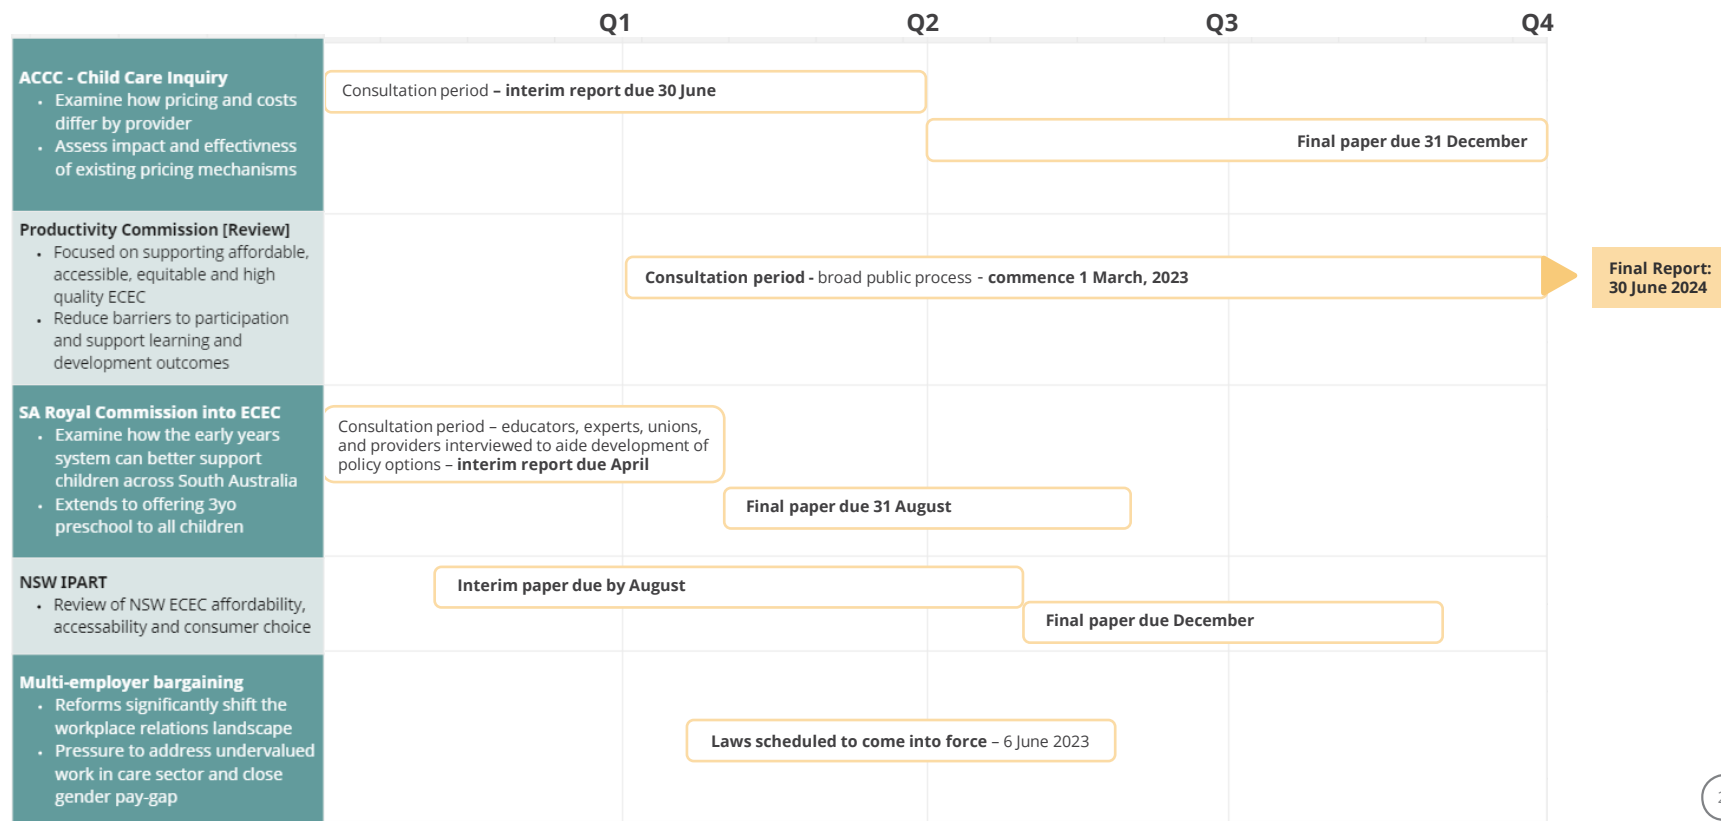 Q1 Q2 Q3 Q4
ACCC - Child Care Inquiry
• Examine how pricing and costs
differ by provider
• Assess impact and effectivness
of existing pricing mechanisms
Consultation period – interim report due 30 June
Final paper due 31 December
Productivity Commission [Review]
• Focused on supporting affordable,
accessible, equitable and high
quality ECEC
• Reduce barriers to participation
and support learning and
development outcomes
Consultation period - broad public process - commence 1 March, 2023
Final Report:
30 June 2024
SA Royal Commission into ECEC
• Examine how the early years
system can better support
children across South Australia
• Extends to offering 3yo
preschool to all children
Consultation period – educators, experts, unions,
and providers interviewed to aide development of
policy options – interim report due April
Final paper due 31 August
NSW IPART
• Review of NSW ECEC affordability,
accessability and consumer choice
Interim paper due by August
Final paper due December
Multi-employer bargaining
• Reforms significantly shift the
workplace relations landscape
• Pressure to address undervalued
work in care sector and close
gender pay-gap
Laws scheduled to come into force – 6 June 2023